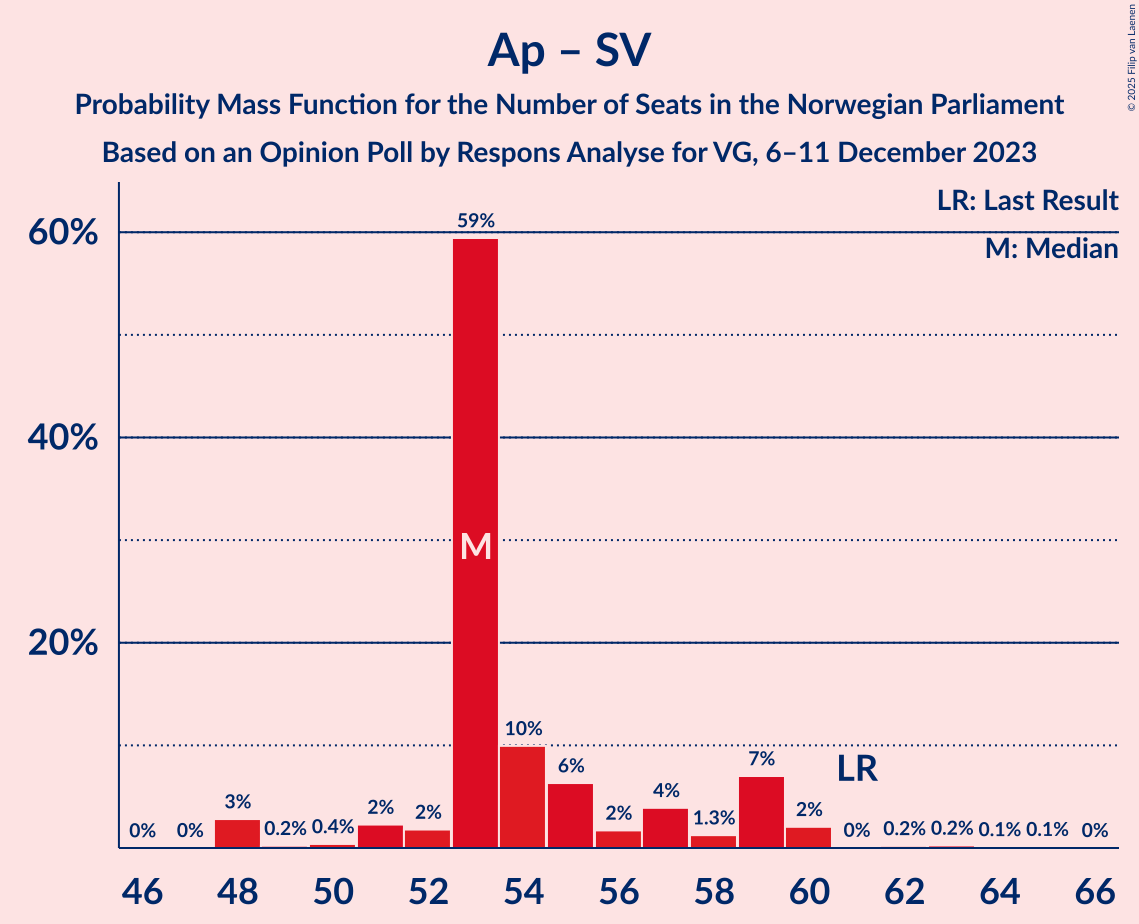 Ap – SV
Probability Mass Function for the Number of Seats in the Norwegian Parliament
Based on an Opinion Poll by Respons Analyse for VG, 6–11 December 2023
© 2025 Filip van Laenen
LR: Last Result
M: Median
60%
40%
20%
0% 0% 3% 0.2% 0.4% 2% 2% 59% 10% 6% 2% 4% 1.3% 7% 2% 0% 0.2% 0.2% 0.1% 0.1% 0%
M
LR
46 48 50 52 54 56 58 60 62 64 66